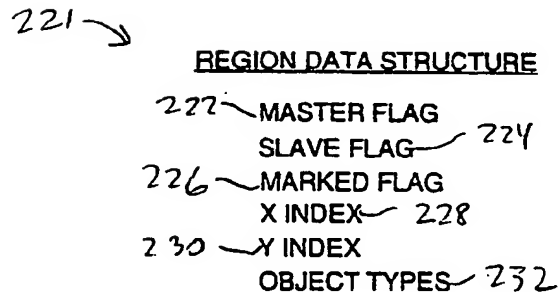 221
REGION DATA STRUCTURE
222 MASTER FLAG
SLAVE FLAG 224
226 MARKED FLAG
X INDEX 228
230 Y INDEX
OBJECT TYPES 232